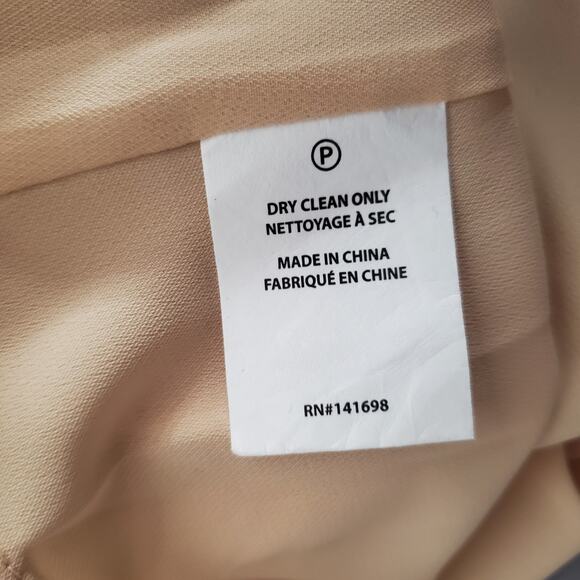 P
DRY CLEAN ONLY
NETTOYAGE À SEC
MADE IN CHINA
FABRIQUÉ EN CHINE
RN#141698